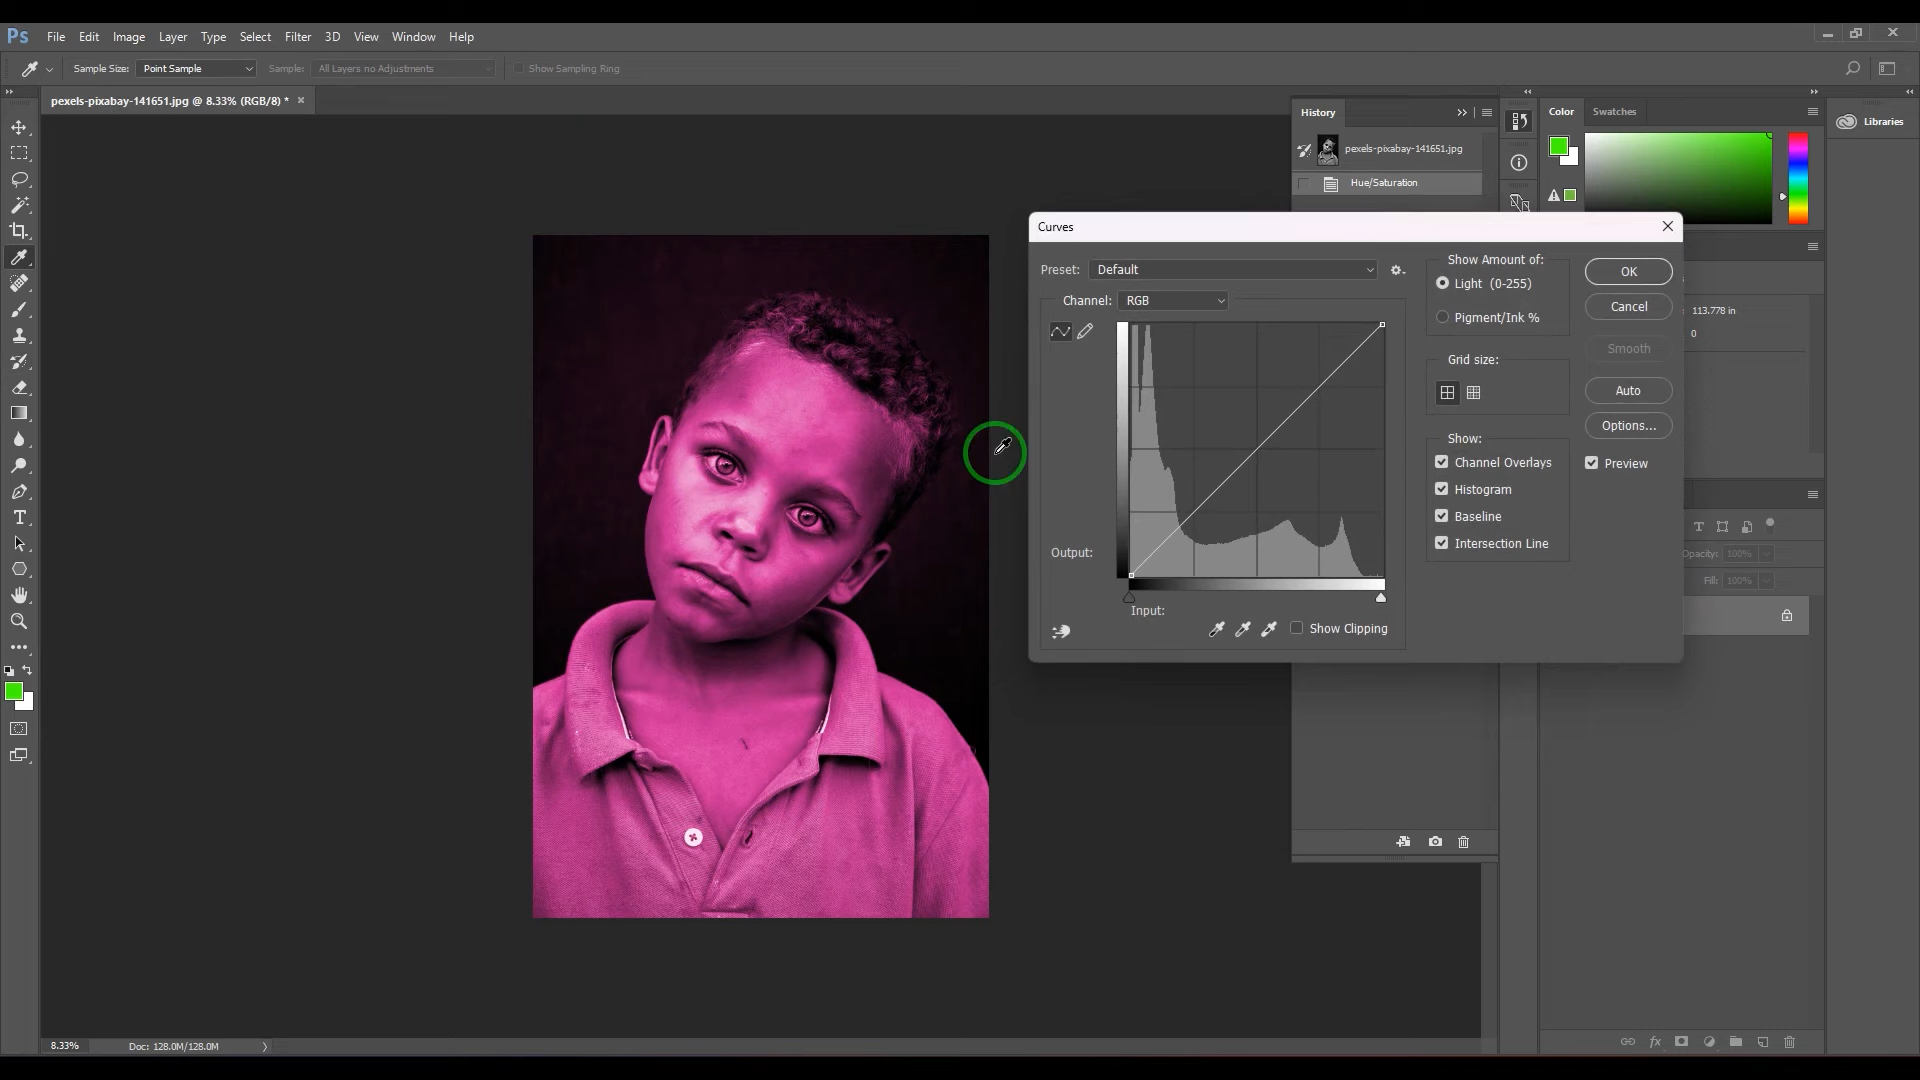 Ps File Edit Image Layer Type Select Filter 3D View Window Help
Sample Size: Point Sample Sample: All Layers no Adjustments Show Sampling Ring
pexels-pixabay-141651.jpg @ 8.33% (RGB/8) * ×
History
pexels-pixabay-141651.jpg
Hue/Saturation
Color Swatches
Libraries
Curves
Preset: Default
Channel: RGB
Output:
Input:
Show Clipping
Show Amount of:
Light (0-255)
Pigment/Ink %
Grid size:
Show:
Channel Overlays
Histogram
Baseline
Intersection Line
OK
Cancel
Smooth
Auto
Options...
Preview
113.778 in
0
Opacity: 100%
Fill: 100%
8.33% Doc: 128.0M/128.0M